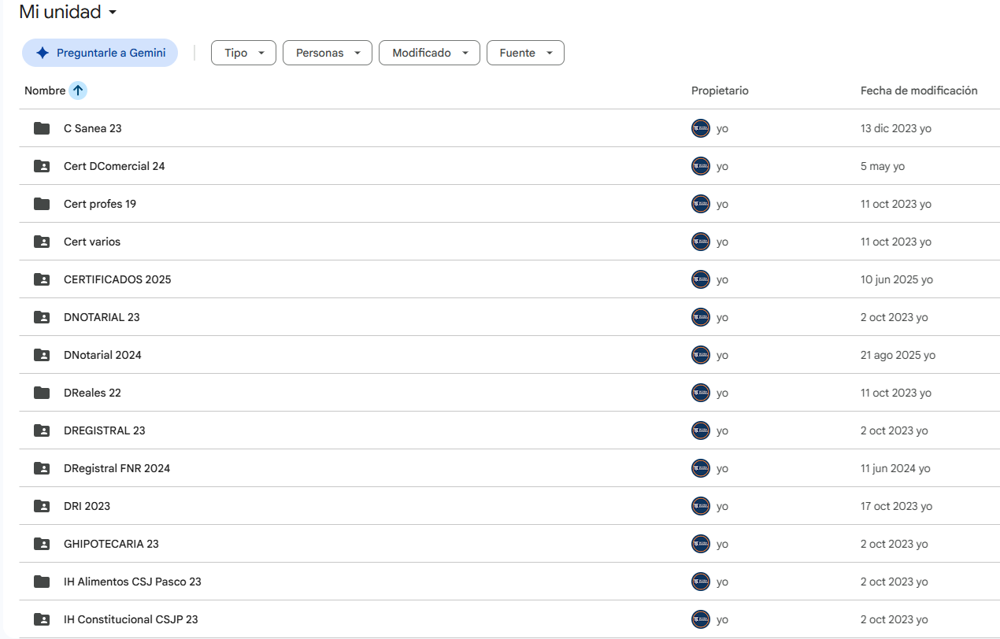 Mi unidad
Preguntarle a Gemini Tipo Personas Modificado Fuente
Nombre Propietario Fecha de modificación
C Sanea 23 yo 13 dic 2023 yo
Cert DComercial 24 yo 5 may yo
Cert profes 19 yo 11 oct 2023 yo
Cert varios yo 11 oct 2023 yo
CERTIFICADOS 2025 yo 10 jun 2025 yo
DNOTARIAL 23 yo 2 oct 2023 yo
DNotarial 2024 yo 21 ago 2025 yo
DReales 22 yo 11 oct 2023 yo
DREGISTRAL 23 yo 2 oct 2023 yo
DRegistral FNR 2024 yo 11 jun 2024 yo
DRI 2023 yo 17 oct 2023 yo
GHIPOTECARIA 23 yo 2 oct 2023 yo
IH Alimentos CSJ Pasco 23 yo 2 oct 2023 yo
IH Constitucional CSJP 23 yo 2 oct 2023 yo